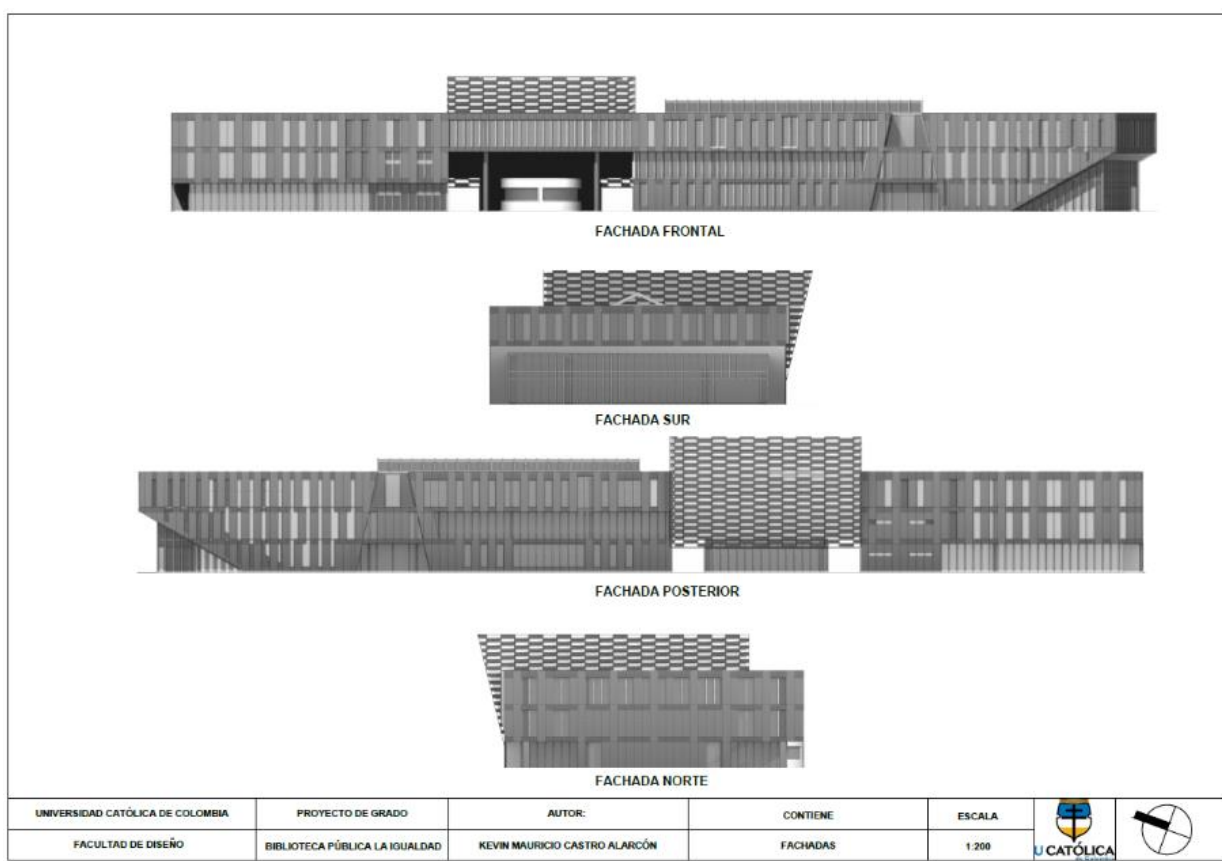 FACHADA FRONTAL
FACHADA SUR
FACHADA POSTERIOR
FACHADA NORTE
UNIVERSIDAD CATÓLICA DE COLOMBIA
PROYECTO DE GRADO
AUTOR:
CONTIENE
ESCALA
FACULTAD DE DISEÑO
BIBLIOTECA PÚBLICA LA IGUALDAD
KEVIN MAURICIO CASTRO ALARCÓN
FACHADAS
1:200
U CATÓLICA